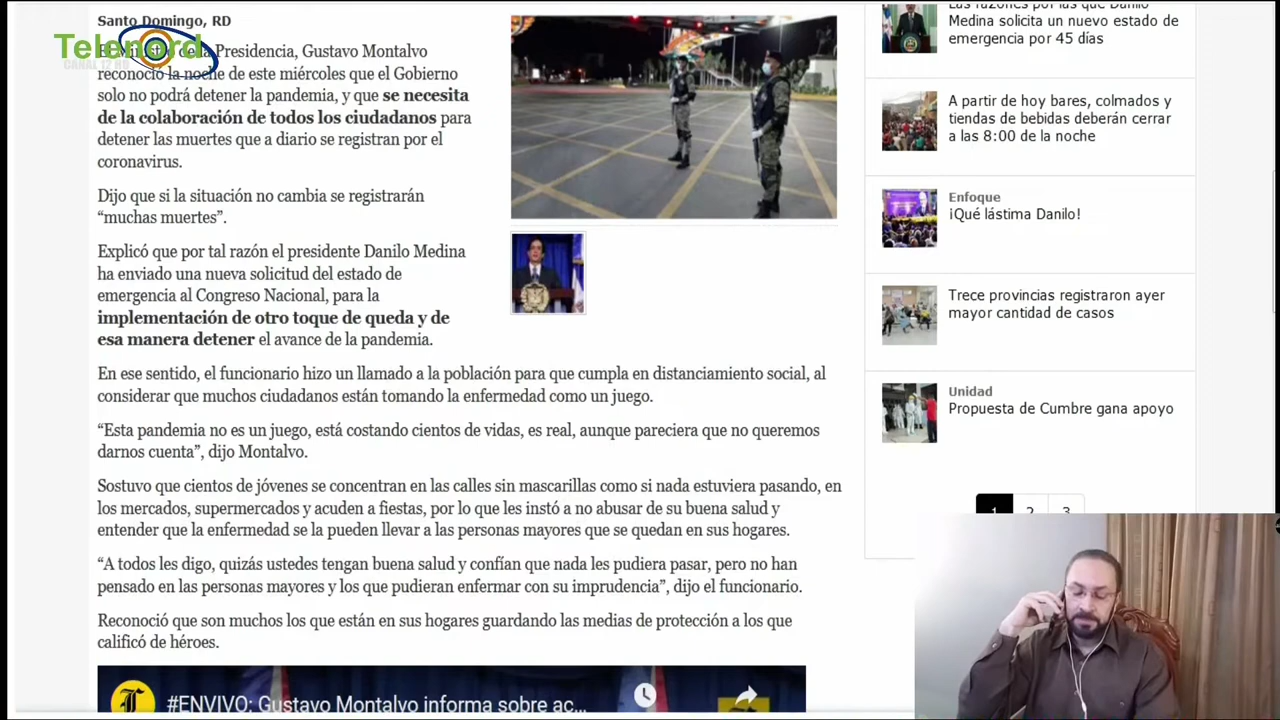 Santo Domingo, RD
Telenord
CANAL 12 HD
Presidencia, Gustavo Montalvo
reconoció la noche de este miércoles que el Gobierno
solo no podrá detener la pandemia, y que se necesita
de la colaboración de todos los ciudadanos para
detener las muertes que a diario se registran por el
coronavirus.
Dijo que si la situación no cambia se registrarán
“muchas muertes”.
Explicó que por tal razón el presidente Danilo Medina
ha enviado una nueva solicitud del estado de
emergencia al Congreso Nacional, para la
implementación de otro toque de queda y de
esa manera detener el avance de la pandemia.
En ese sentido, el funcionario hizo un llamado a la población para que cumpla en distanciamiento social, al
considerar que muchos ciudadanos están tomando la enfermedad como un juego.
“Esta pandemia no es un juego, está costando cientos de vidas, es real, aunque pareciera que no queremos
darnos cuenta”, dijo Montalvo.
Sostuvo que cientos de jóvenes se concentran en las calles sin mascarillas como si nada estuviera pasando, en
los mercados, supermercados y acuden a fiestas, por lo que les instó a no abusar de su buena salud y
entender que la enfermedad se la pueden llevar a las personas mayores que se quedan en sus hogares.
“A todos les digo, quizás ustedes tengan buena salud y confían que nada les pudiera pasar, pero no han
pensado en las personas mayores y los que pudieran enfermar con su imprudencia”, dijo el funcionario.
Reconoció que son muchos los que están en sus hogares guardando las medias de protección a los que
calificó de héroes.
#ENVIVO: Gustavo Montalvo informa sobre ac...
Las razones por las que Danilo
Medina solicita un nuevo estado de
emergencia por 45 días
A partir de hoy bares, colmados y
tiendas de bebidas deberán cerrar
a las 8:00 de la noche
Enfoque
¡Qué lástima Danilo!
Trece provincias registraron ayer
mayor cantidad de casos
Unidad
Propuesta de Cumbre gana apoyo
1 2 3